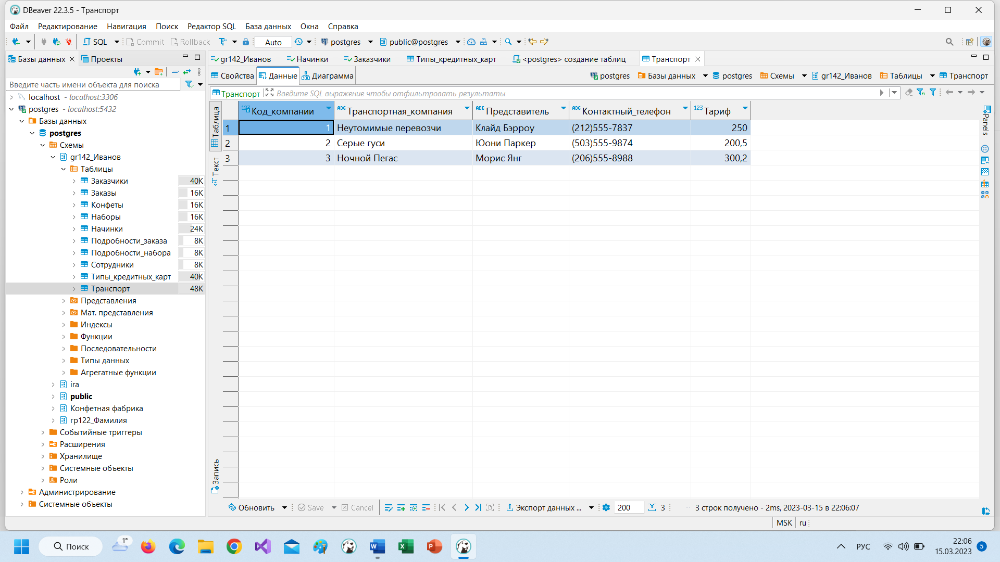 DBeaver 22.3.5 - Транспорт
Файл Редактирование Навигация Поиск Редактор SQL База данных Окна Справка
SQL Commit Rollback Auto postgres public@postgres
Базы данных Проекты
gr142_Иванов Начинки Заказчики Типы_кредитных_карт <postgres> создание таблиц Транспорт
Свойства Данные Диаграмма
postgres Базы данных postgres Схемы gr142_Иванов Таблицы Транспорт
Введите часть имени объекта для поиска
Транспорт Введите SQL выражение чтобы отфильтровать результаты
localhost - localhost:3306
postgres - localhost:5432
Базы данных
postgres
Схемы
gr142_Иванов
Таблицы
Заказчики 40K
Заказы 16K
Конфеты 16K
Наборы 16K
Начинки 24K
Подробности_заказа 8K
Подробности_набора 8K
Сотрудники 8K
Типы_кредитных_карт 40K
Транспорт 48K
Представления
Мат. представления
Индексы
Функции
Последовательности
Типы данных
Агрегатные функции
ira
public
Конфетная фабрика
гр122_Фамилия
Событийные триггеры
Расширения
Хранилище
Системные объекты
Роли
Администрирование
Системные объекты
Таблица
Текст
Запись
123 Код_компании ABC Транспортная_компания ABC Представитель ABC Контактный_телефон 123 Тариф
1 1 Неутомимые перевозчи Клайд Бэрроу (212)555-7837 250
2 2 Серые гуси Юони Паркер (503)555-9874 200,5
3 3 Ночной Пегас Морис Янг (206)555-8988 300,2
Panels
Обновить Save Cancel Экспорт данных ... 200 3 3 строк получено - 2ms, 2023-03-15 в 22:06:07
MSK ru
1°
Поиск
РУС
22:06
15.03.2023
5